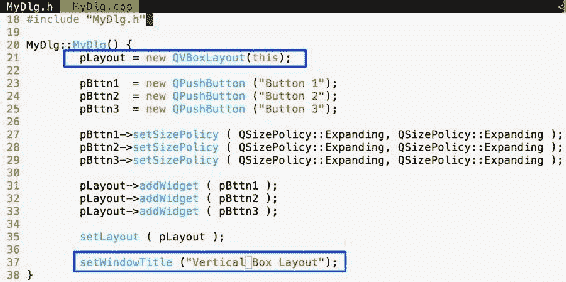 MyDlg.h MyDlg.cpp
18 #include "MyDlg.h"
19
20 MyDlg::MyDlg() {
21 pLayout = new QVBoxLayout(this);
22
23 pBttn1 = new QPushButton ("Button 1");
24 pBttn2 = new QPushButton ("Button 2");
25 pBttn3 = new QPushButton ("Button 3");
26
27 pBttn1->setSizePolicy ( QSizePolicy::Expanding, QSizePolicy::Expanding );
28 pBttn2->setSizePolicy ( QSizePolicy::Expanding, QSizePolicy::Expanding );
29 pBttn3->setSizePolicy ( QSizePolicy::Expanding, QSizePolicy::Expanding );
30
31 pLayout->addWidget ( pBttn1 );
32 pLayout->addWidget ( pBttn2 );
33 pLayout->addWidget ( pBttn3 );
34
35 setLayout ( pLayout );
36
37 setWindowTitle ("Vertical Box Layout");
38 }